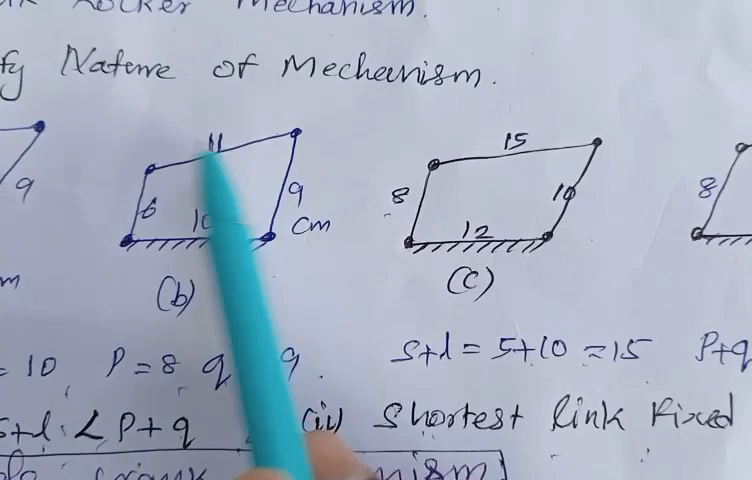 Rocker Mechanism.
fy Nature of Mechanism.
11 15
9 6 9 8 10 8
10 cm 12
m (b) (c)
= 10 P = 8 q 9. S+l = 5+10 = 15 P+q
S+l < P+q (ii) Shortest link Fixed
crank